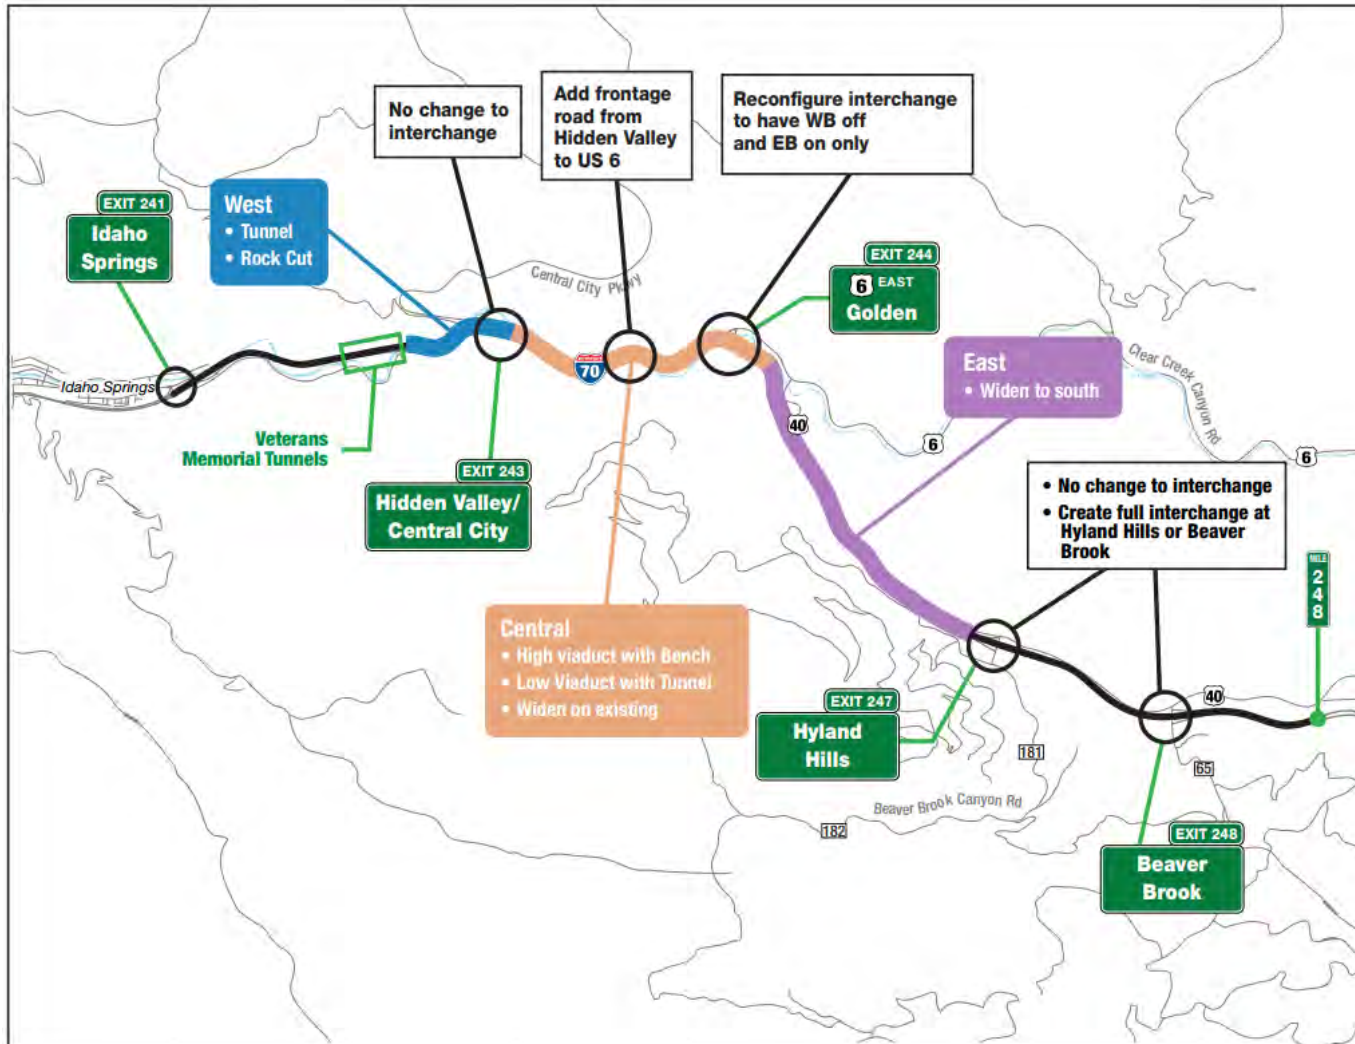 No change to
interchange
Add frontage
road from
Hidden Valley
to US 6
Reconfigure interchange
to have WB off
and EB on only
EXIT 241
Idaho
Springs
West
• Tunnel
• Rock Cut
Central City Pkwy
EXIT 244
6 EAST
Golden
Idaho Springs
INTERSTATE
70
East
• Widen to south
Clear Creek Canyon Rd
40
6
6
Veterans
Memorial Tunnels
EXIT 243
Hidden Valley/
Central City
• No change to interchange
• Create full interchange at
Hyland Hills or Beaver
Brook
MILE
2
4
8
Central
• High viaduct with Bench
• Low Viaduct with Tunnel
• Widen on existing
EXIT 247
Hyland
Hills
40
181
65
Beaver Brook Canyon Rd
182
EXIT 248
Beaver
Brook